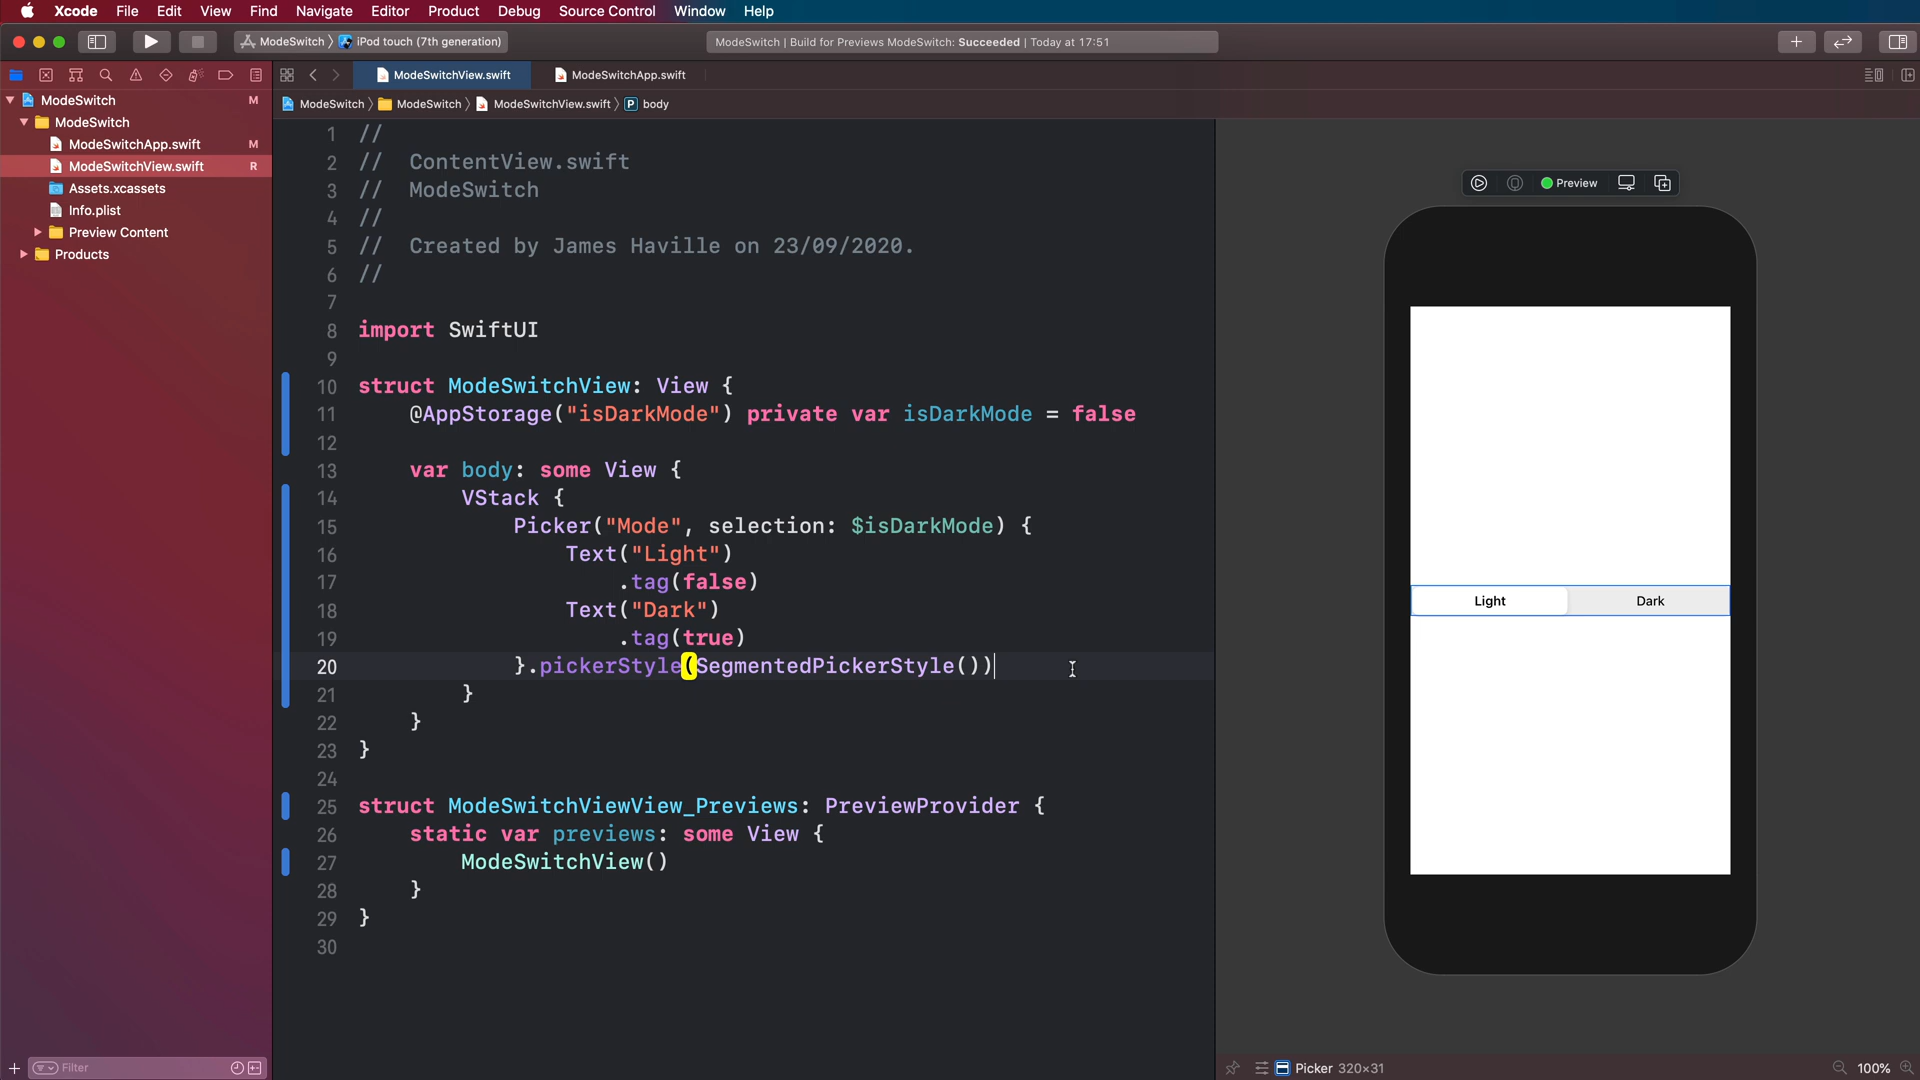 Xcode File Edit View Find Navigate Editor Product Debug Source Control Window Help
ModeSwitch iPod touch (7th generation)
ModeSwitch | Build for Previews ModeSwitch: Succeeded | Today at 17:51
ModeSwitchView.swift ModeSwitchApp.swift
ModeSwitch ModeSwitch ModeSwitchView.swift P body
ModeSwitch M
ModeSwitch
ModeSwitchApp.swift M
ModeSwitchView.swift R
Assets.xcassets
Info.plist
Preview Content
Products
Filter
1 //
2 // ContentView.swift
3 // ModeSwitch
4 //
5 // Created by James Haville on 23/09/2020.
6 //
7
8 import SwiftUI
9
10 struct ModeSwitchView: View {
11 @AppStorage("isDarkMode") private var isDarkMode = false
12
13 var body: some View {
14 VStack {
15 Picker("Mode", selection: $isDarkMode) {
16 Text("Light")
17 .tag(false)
18 Text("Dark")
19 .tag(true)
20 }.pickerStyle(SegmentedPickerStyle())
21 }
22 }
23 }
24
25 struct ModeSwitchViewView_Previews: PreviewProvider {
26 static var previews: some View {
27 ModeSwitchView()
28 }
29 }
30
Preview
Light Dark
Picker 320×31
100%